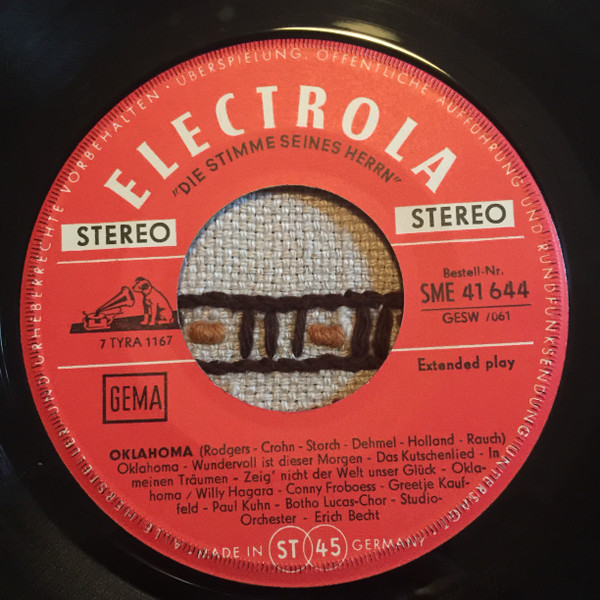 ALLE HERSTELLER UND URHEBERRECHTE VORBEHALTEN · ÜBERSPIELUNG, ÖFFENTLICHE AUFFÜHRUNG UND RUNDFUNKSENDUNG UNTERSAGT
ELECTROLA
"DIE STIMME SEINES HERRN"
STEREO
STEREO
Bestell-Nr.
SME 41 644
GESW /061
7 TYRA 1167
Extended play
GEMA
OKLAHOMA (Rodgers - Crohn - Storch - Dehmel - Holland - Rauch)
Oklahoma - Wundervoll ist dieser Morgen - Das Kutschenlied - In
meinen Träumen - Zeig' nicht der Welt unser Glück - Okla-
homa / Willy Hagara - Conny Froboess - Greetje Kauf-
feld - Paul Kuhn - Botho Lucas-Chor - Studio-
Orchester - Erich Becht
MADE IN ST 45 GERMANY